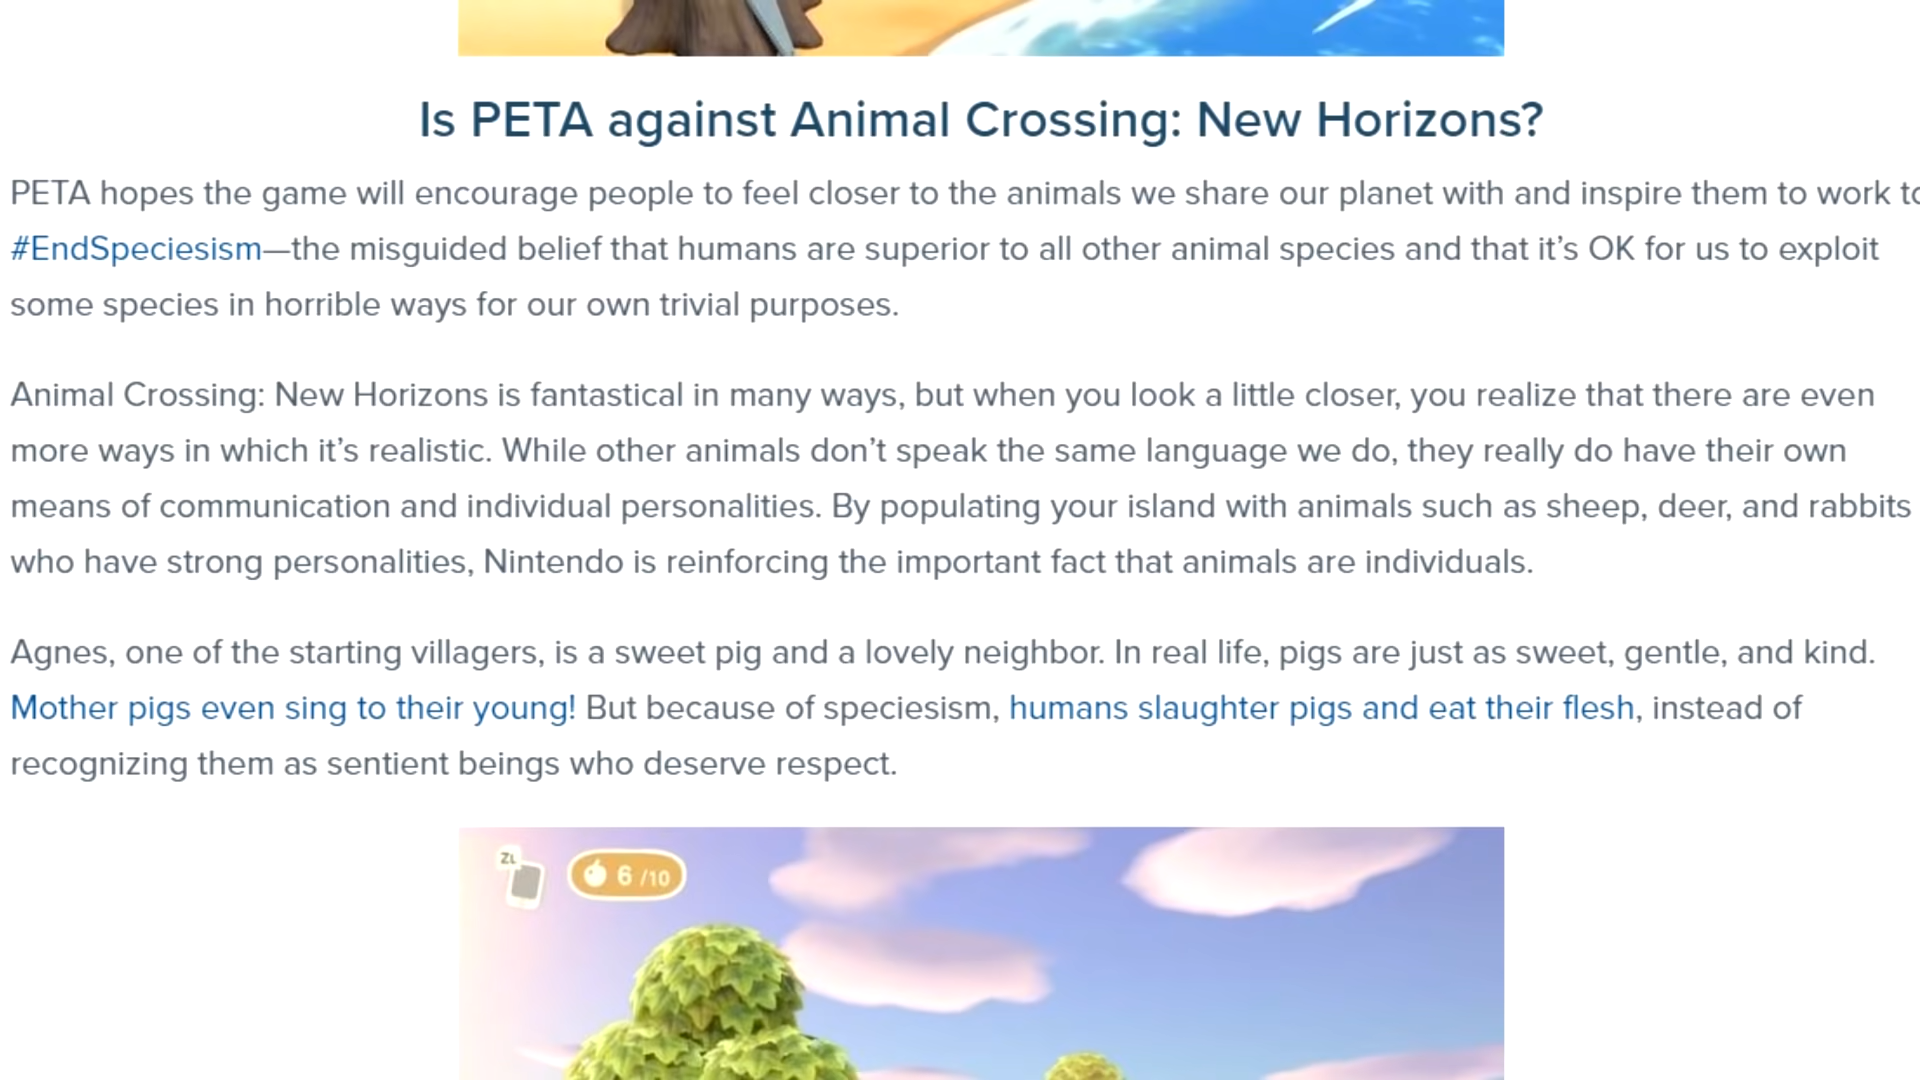 Is PETA against Animal Crossing: New Horizons?
PETA hopes the game will encourage people to feel closer to the animals we share our planet with and inspire them to work to
#EndSpeciesism—the misguided belief that humans are superior to all other animal species and that it’s OK for us to exploit
some species in horrible ways for our own trivial purposes.
Animal Crossing: New Horizons is fantastical in many ways, but when you look a little closer, you realize that there are even
more ways in which it’s realistic. While other animals don’t speak the same language we do, they really do have their own
means of communication and individual personalities. By populating your island with animals such as sheep, deer, and rabbits
who have strong personalities, Nintendo is reinforcing the important fact that animals are individuals.
Agnes, one of the starting villagers, is a sweet pig and a lovely neighbor. In real life, pigs are just as sweet, gentle, and kind.
Mother pigs even sing to their young! But because of speciesism, humans slaughter pigs and eat their flesh, instead of
recognizing them as sentient beings who deserve respect.
ZL
6 /10